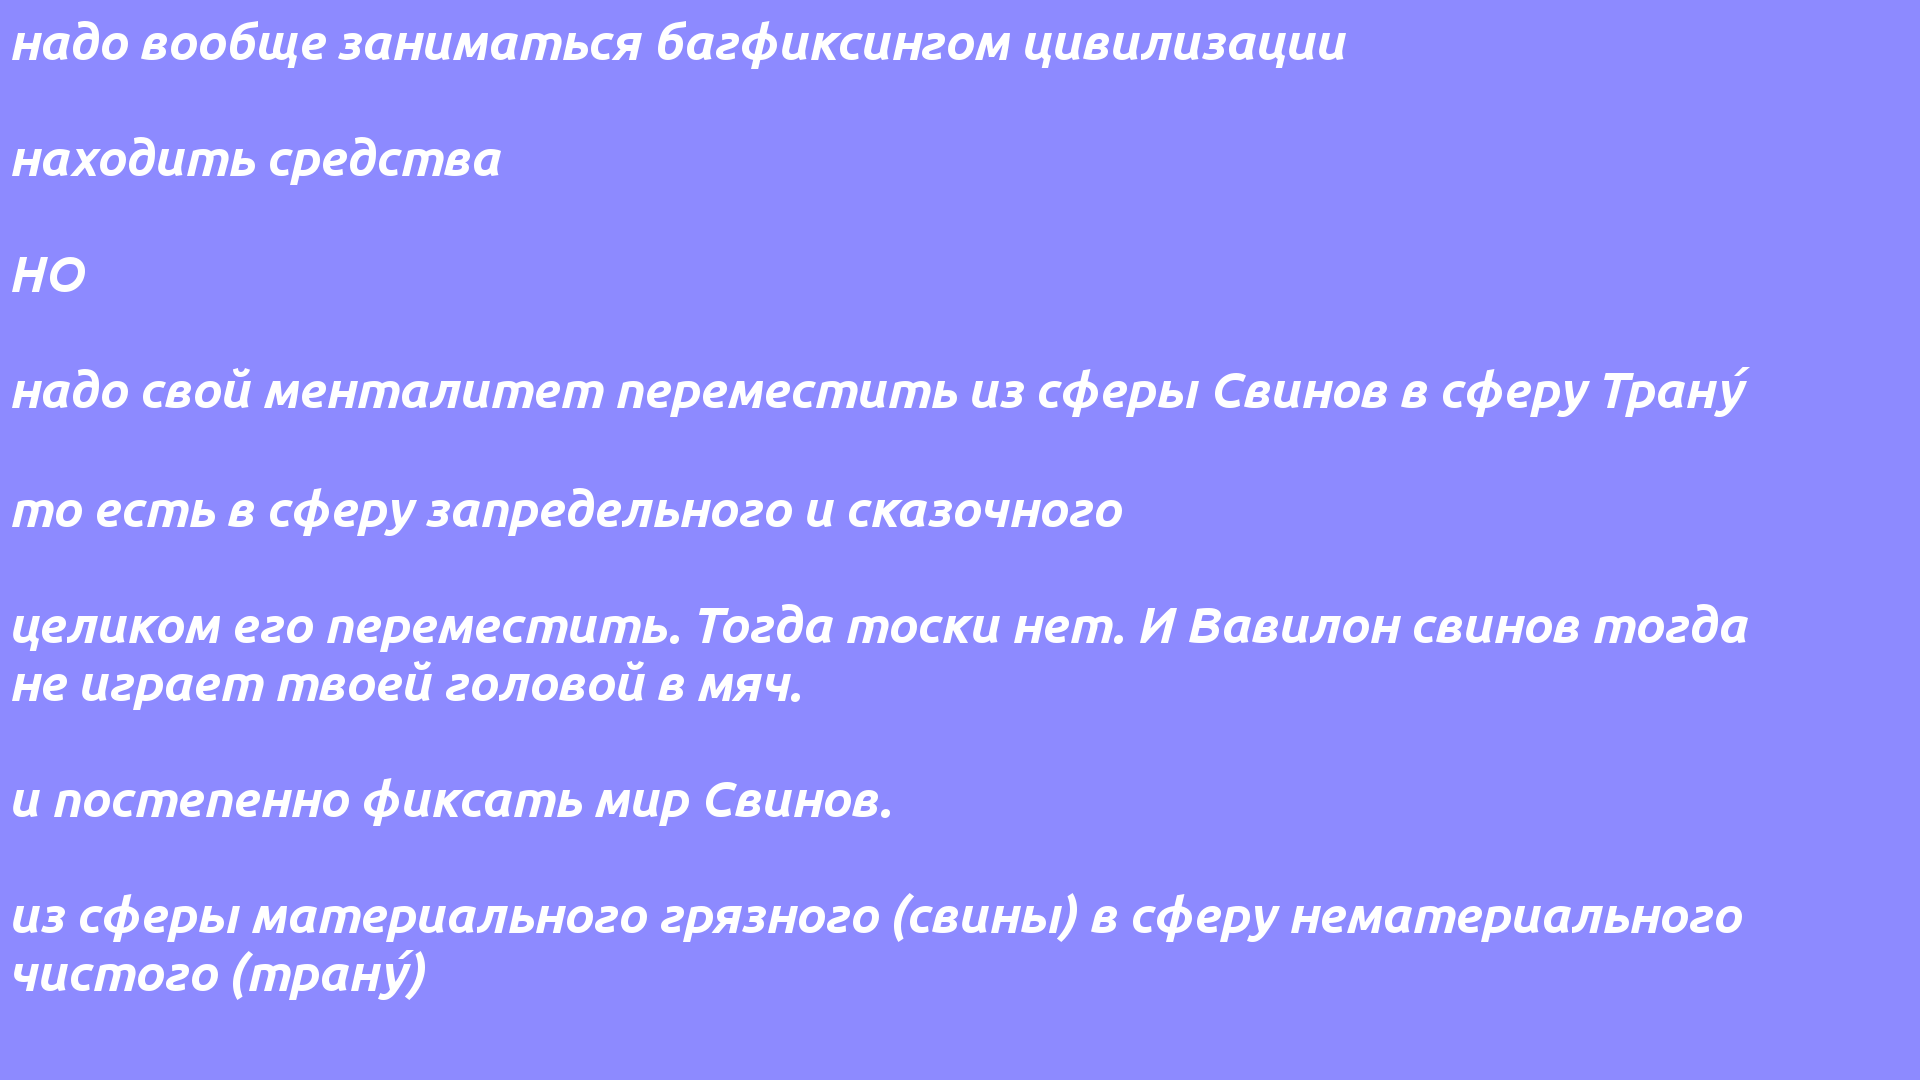 надо вообще заниматься багфиксингом цивилизации
находить средства
НО
надо свой менталитет переместить из сферы Свинов в сферу Трану́
то есть в сферу запредельного и сказочного
целиком его переместить. Тогда тоски нет. И Вавилон свинов тогда
не играет твоей головой в мяч.
и постепенно фиксать мир Свинов.
из сферы материального грязного (свины) в сферу нематериального
чистого (трану́)